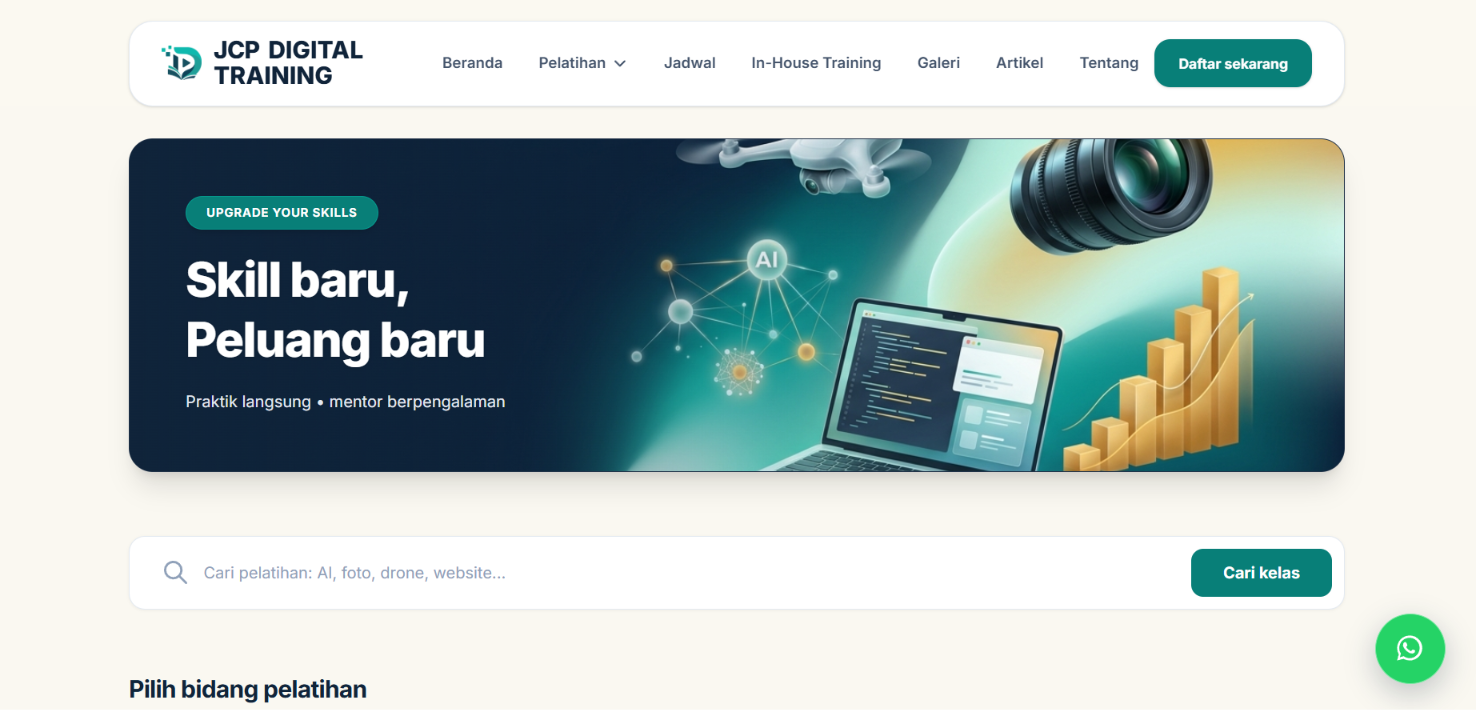 JCP DIGITAL
TRAINING
Beranda
Pelatihan
Jadwal
In-House Training
Galeri
Artikel
Tentang
Daftar sekarang
UPGRADE YOUR SKILLS
Skill baru,
Peluang baru
Praktik langsung • mentor berpengalaman
AI
Cari pelatihan: AI, foto, drone, website...
Cari kelas
Pilih bidang pelatihan